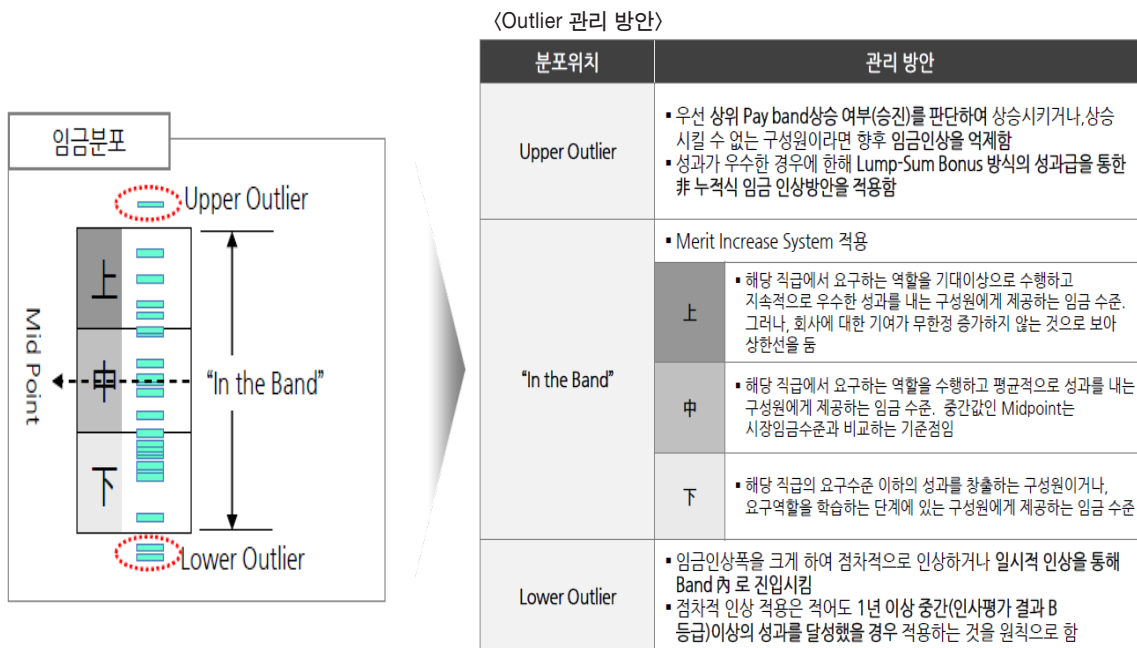 〈Outlier 관리 방안〉
임금분포
Upper Outlier
上
中
下
Mid Point
“In the Band”
Lower Outlier
분포위치
관리 방안
Upper Outlier
▪ 우선 상위 Pay band상승 여부(승진)를 판단하여 상승시키거나,상승
시킬 수 없는 구성원이라면 향후 임금인상을 억제함
▪ 성과가 우수한 경우에 한해 Lump-Sum Bonus 방식의 성과급을 통한
非 누적식 임금 인상방안을 적용함
“In the Band”
▪ Merit Increase System 적용
上
▪ 해당 직급에서 요구하는 역할을 기대이상으로 수행하고
지속적으로 우수한 성과를 내는 구성원에게 제공하는 임금 수준.
그러나, 회사에 대한 기여가 무한정 증가하지 않는 것으로 보아
상한선을 둠
中
▪ 해당 직급에서 요구하는 역할을 수행하고 평균적으로 성과를 내는
구성원에게 제공하는 임금 수준. 중간값인 Midpoint는
시장임금수준과 비교하는 기준점임
下
▪ 해당 직급의 요구수준 이하의 성과를 창출하는 구성원이거나,
요구역할을 학습하는 단계에 있는 구성원에게 제공하는 임금 수준
Lower Outlier
▪ 임금인상폭을 크게 하여 점차적으로 인상하거나 일시적 인상을 통해
Band 內 로 진입시킴
▪ 점차적 인상 적용은 적어도 1년 이상 중간(인사평가 결과 B
등급)이상의 성과를 달성했을 경우 적용하는 것을 원칙으로 함